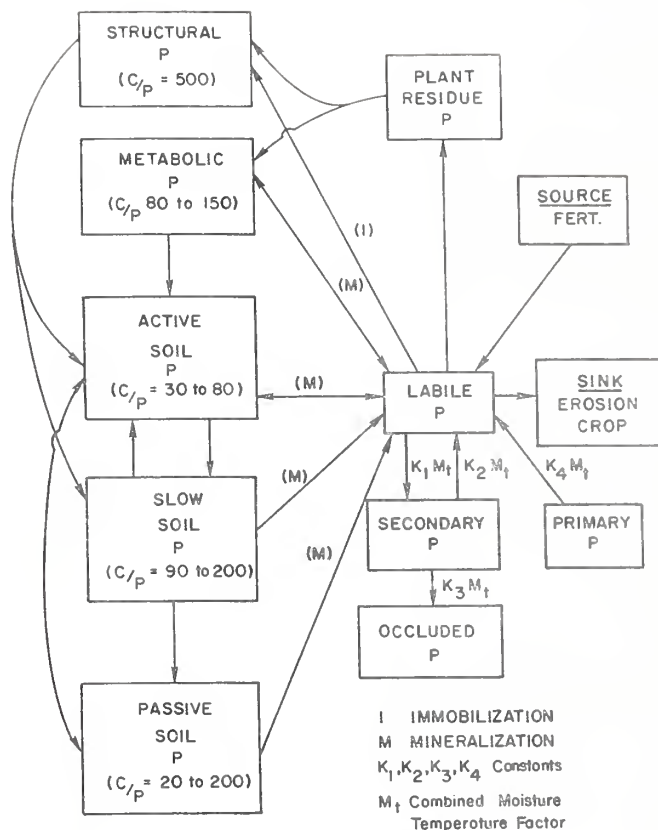 STRUCTURAL
P
(C/P = 500)
PLANT
RESIDUE
P
METABOLIC
P
(C/P 80 to 150)
SOURCE
FERT.
(I)
(M)
ACTIVE
SOIL
P
(C/P = 30 to 80)
(M)
LABILE
P
SINK
EROSION
CROP
(M)
K1 Mt
K2 Mt
K4 Mt
SLOW
SOIL
P
(C/P = 90 to 200)
SECONDARY
P
PRIMARY
P
(M)
K3 Mt
OCCLUDED
P
PASSIVE
SOIL
P
(C/P = 20 to 200)
I IMMOBILIZATION
M MINERALIZATION
K1, K2, K3, K4 Constants
Mt Combined Moisture
Temperature Factor